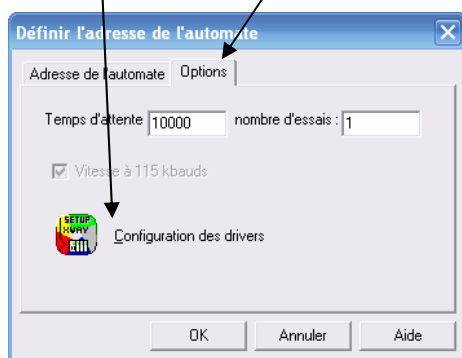 Définir l'adresse de l'automate
Adresse de l'automate Options
Temps d'attente 10000 nombre d'essais : 1
Vitesse à 115 kbauds
SETUP
XWAY
Configuration des drivers
OK Annuler Aide